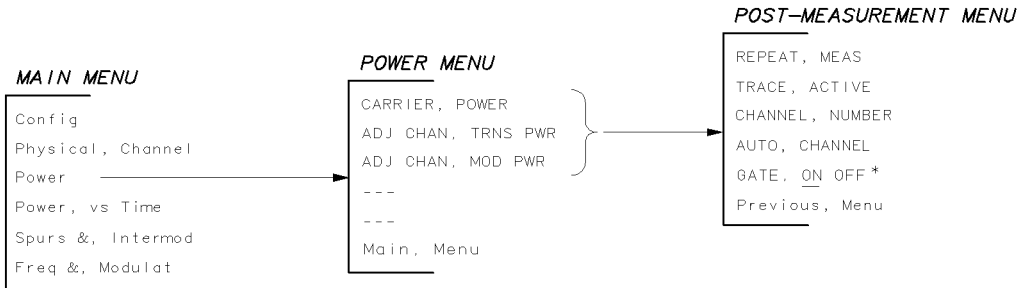 MAIN MENU
Config
Physical, Channel
Power
Power, vs Time
Spurs &, Intermod
Freq &, Modulat
POWER MENU
CARRIER, POWER
ADJ CHAN, TRNS PWR
ADJ CHAN, MOD PWR
---
---
Main, Menu
POST-MEASUREMENT MENU
REPEAT, MEAS
TRACE, ACTIVE
CHANNEL, NUMBER
AUTO, CHANNEL
GATE, ON OFF*
Previous, Menu